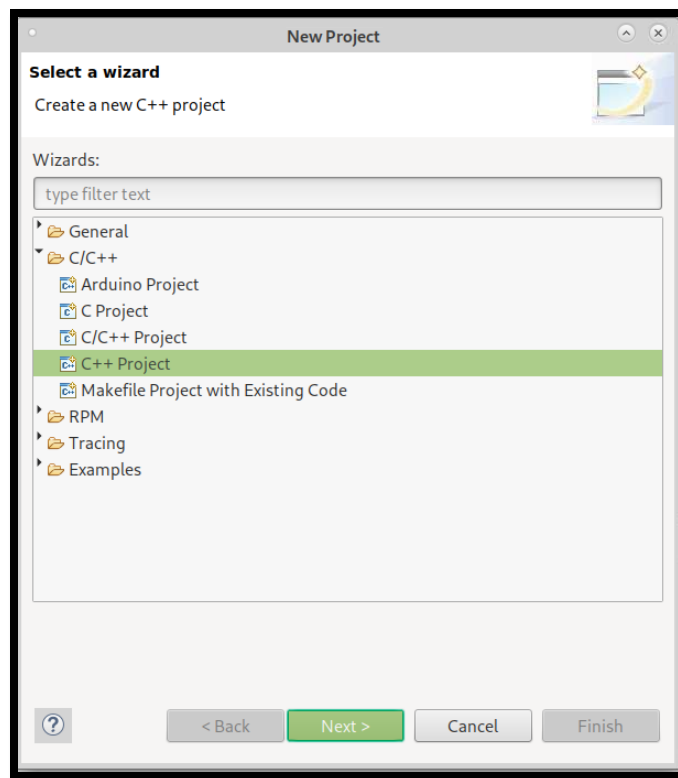 New Project
Select a wizard
Create a new C++ project
Wizards:
type filter text
General
C/C++
Arduino Project
C Project
C/C++ Project
C++ Project
Makefile Project with Existing Code
RPM
Tracing
Examples
? < Back Next > Cancel Finish